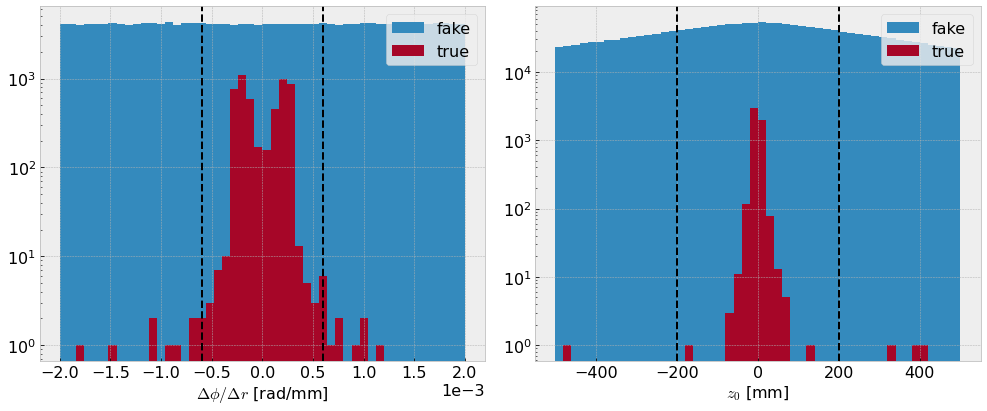 fake
true
10³
10²
10¹
10⁰
−2.0 −1.5 −1.0 −0.5 0.0 0.5 1.0 1.5 2.0
1e−3
Δϕ/Δr [rad/mm]
fake
true
10⁴
10³
10²
10¹
10⁰
−400 −200 0 200 400
z₀ [mm]